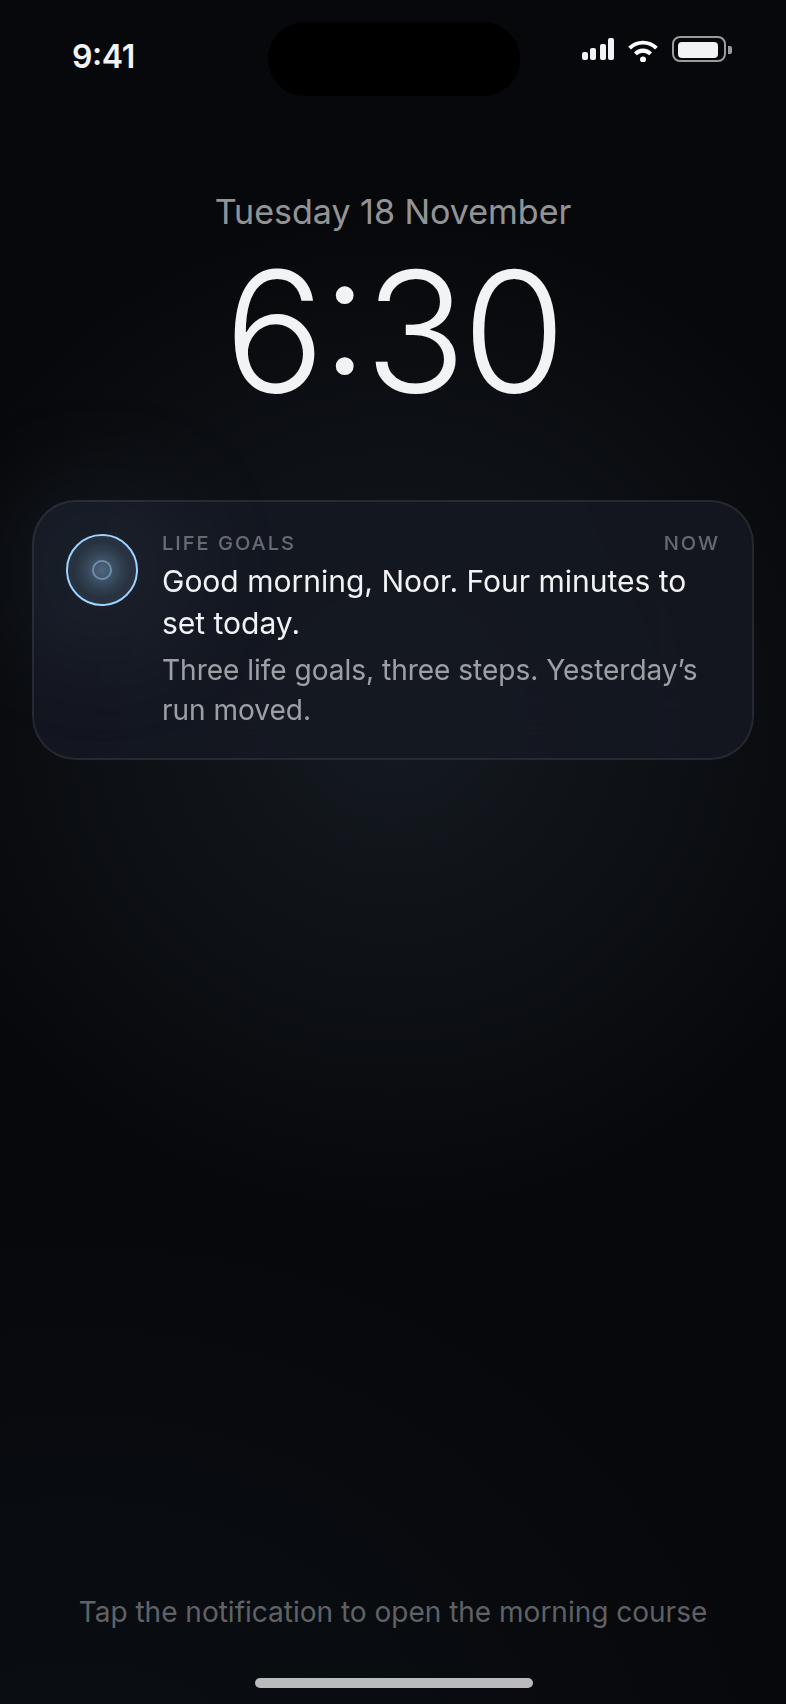 9:41
Tuesday 18 November
6:30
LIFE GOALS NOW
Good morning, Noor. Four minutes to
set today.
Three life goals, three steps. Yesterday’s
run moved.
Tap the notification to open the morning course